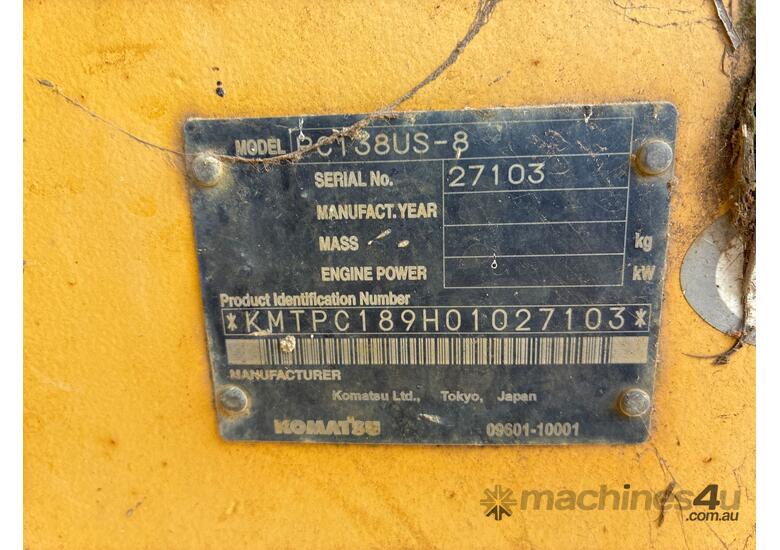 MODEL PC138US-8
SERIAL No. 27103
MANUFACT.YEAR
MASS kg
ENGINE POWER kW
Product Identification Number
*KMTPC189H01027103*
MANUFACTURER
Komatsu Ltd., Tokyo, Japan
KOMATSU 09601-10001
machines4u
.com.au